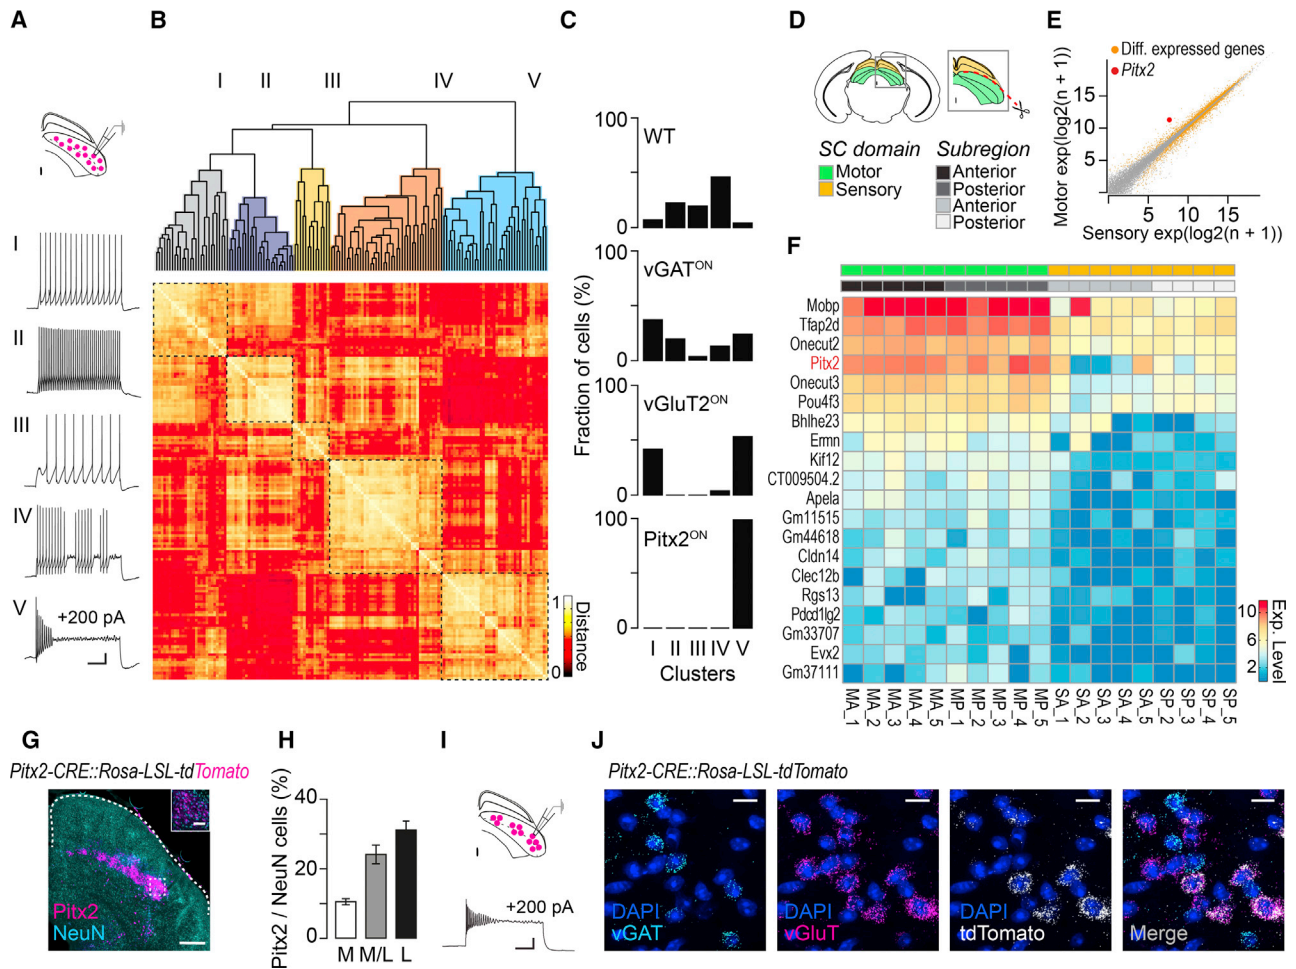 A
B
C
D
E
I II III IV V
I
II
III
IV
V
+200 pA
1
0
Distance
Fraction of cells (%)
100
WT
0
100
vGAT^ON
0
100
vGluT2^ON
0
100
Pitx2^ON
0
I II III IV V
Clusters
SC domain
Motor
Sensory
Subregion
Anterior
Posterior
Anterior
Posterior
Diff. expressed genes
Pitx2
Motor exp(log2(n + 1))
15
10
5
5 10 15
Sensory exp(log2(n + 1))
F
Mobp
Tfap2d
Onecut2
Pitx2
Onecut3
Pou4f3
Bhlhe23
Ermn
Kif12
CT009504.2
Apela
Gm11515
Gm44618
Cldn14
Clec12b
Rgs13
Pdcd1lg2
Gm33707
Evx2
Gm37111
MA_1 MA_2 MA_3 MA_4 MA_5 MP_1 MP_2 MP_3 MP_4 MP_5 SA_1 SA_2 SA_3 SA_4 SA_5 SP_2 SP_3 SP_4 SP_5
10
6
2
Exp. Level
G
Pitx2-CRE::Rosa-LSL-tdTomato
Pitx2
NeuN
H
Pitx2 / NeuN cells (%)
40
20
0
M M/L L
I
+200 pA
J
Pitx2-CRE::Rosa-LSL-tdTomato
DAPI
vGAT
DAPI
vGluT
DAPI
tdTomato
Merge